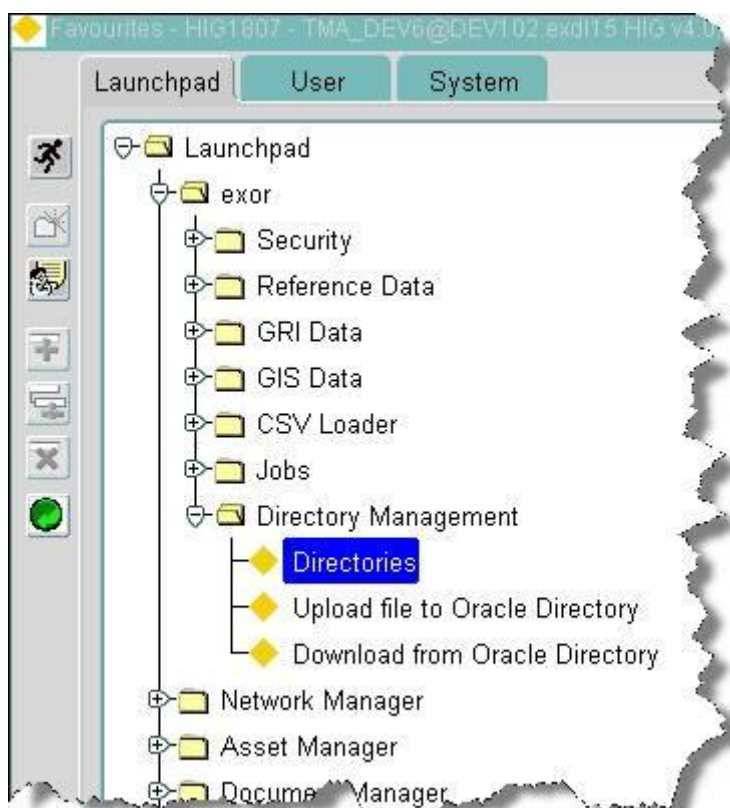 Favourites - HIG1807 - TMA_DEV6@DEV102.exdl15 HIG v4.0
Launchpad User System
Launchpad
exor
Security
Reference Data
GRI Data
GIS Data
CSV Loader
Jobs
Directory Management
Directories
Upload file to Oracle Directory
Download from Oracle Directory
Network Manager
Asset Manager
Document Manager